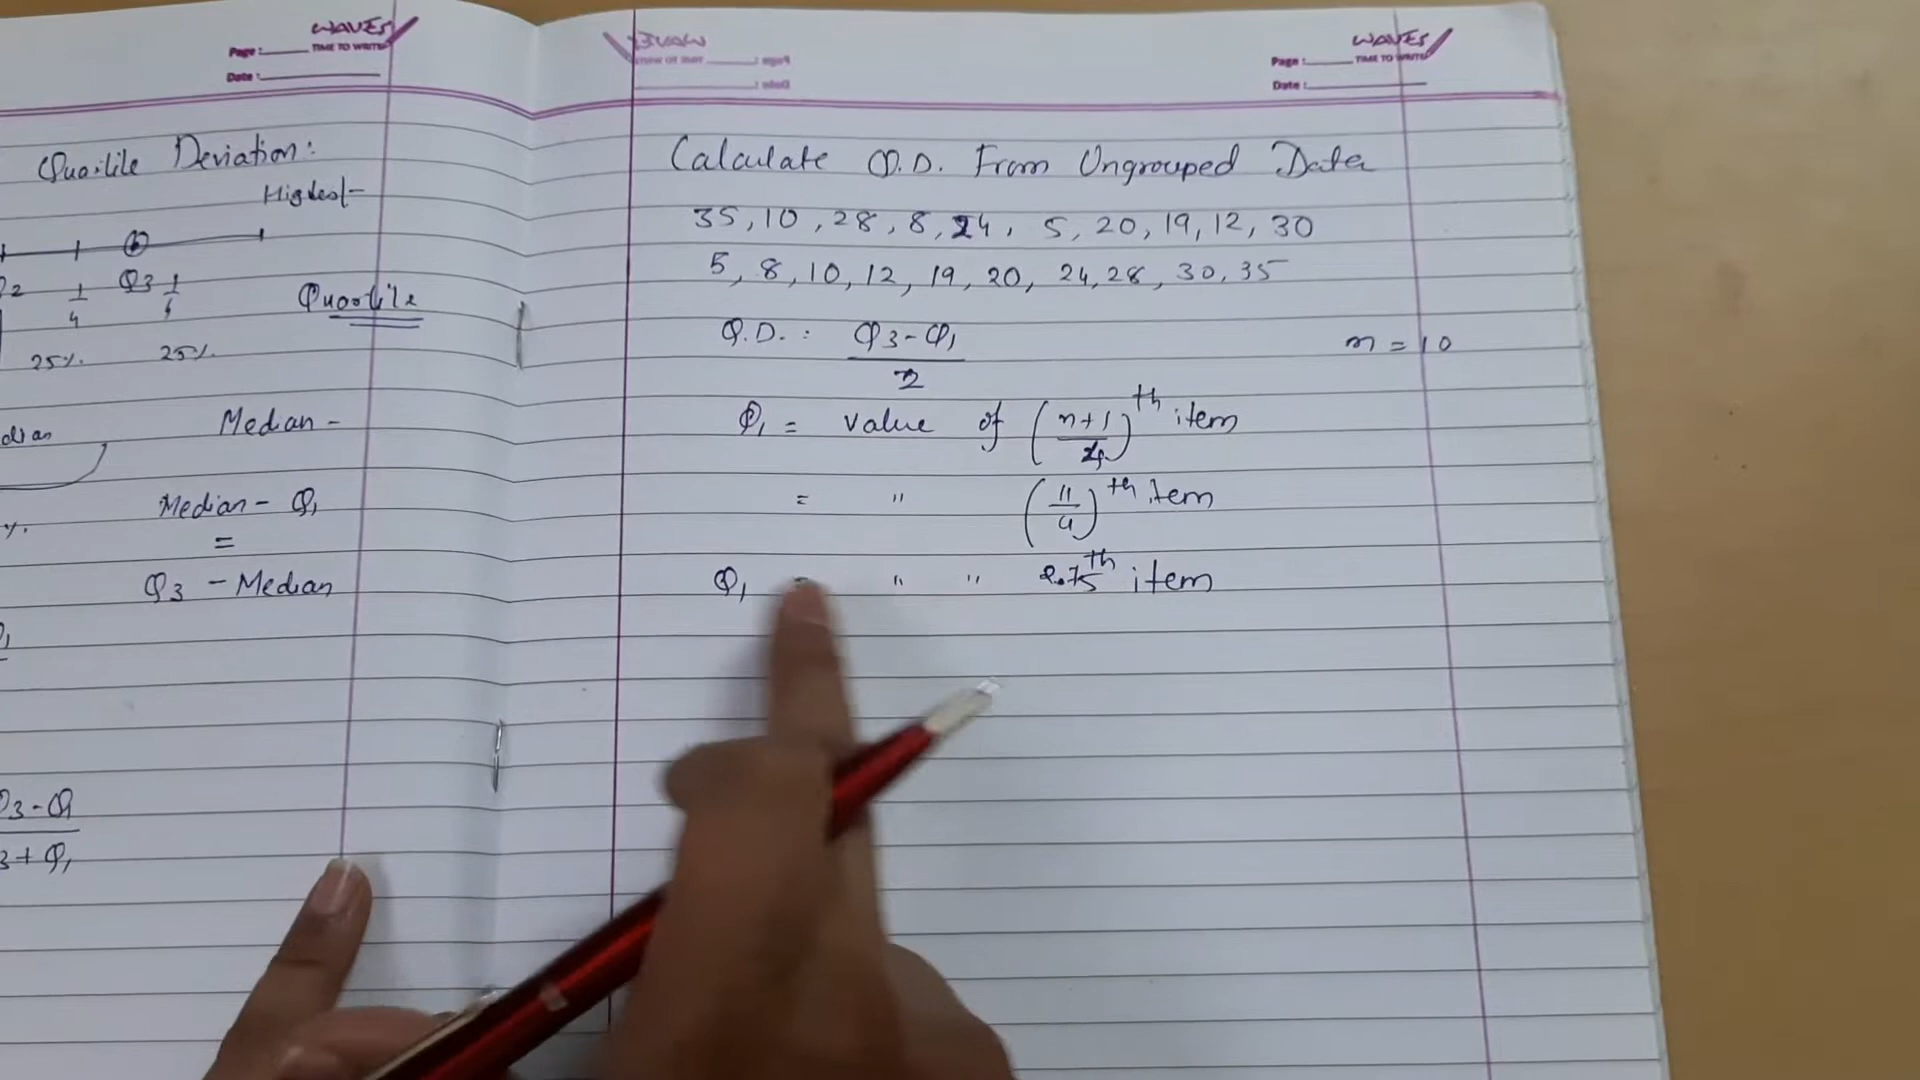 WAVES
Page : TIME TO WRITE
Date :
Quartile Deviation :
Highest
Q3
1/4
25%. 25%.
Quartile
Median -
Median - Q1
=
Q3 - Median
3 + Q1
WAVES
Page : TIME TO WRITE
Date :
Calculate Q.D. From Ungrouped Data
35, 10, 28, 8, 24, 5, 20, 19, 12, 30
5, 8, 10, 12, 19, 20, 24, 28, 30, 35
Q.D. : Q3 - Q1 / 2
n = 10
Q1 = value of (n+1 / 4)th item
= " (11/4)th item
Q1 = " " 2.75th item